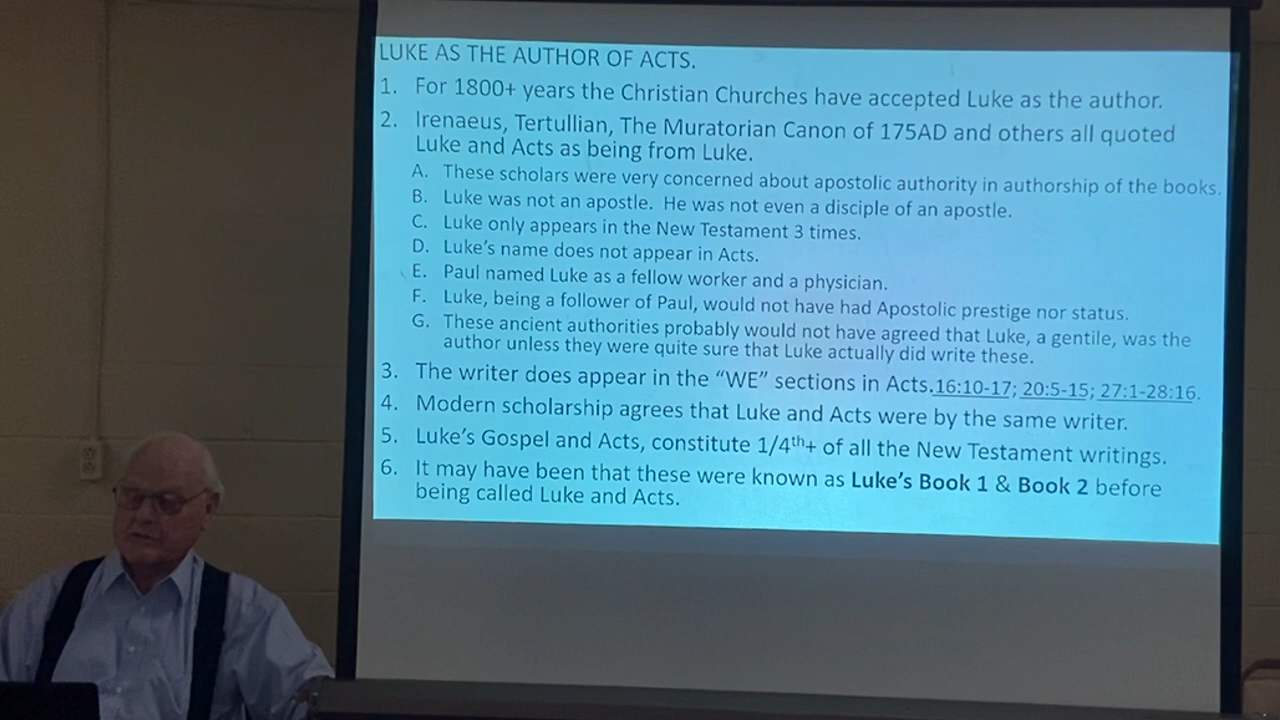 LUKE AS THE AUTHOR OF ACTS.
1. For 1800+ years the Christian Churches have accepted Luke as the author.
2. Irenaeus, Tertullian, The Muratorian Canon of 175AD and others all quoted
Luke and Acts as being from Luke.
A. These scholars were very concerned about apostolic authority in authorship of the books.
B. Luke was not an apostle. He was not even a disciple of an apostle.
C. Luke only appears in the New Testament 3 times.
D. Luke's name does not appear in Acts.
E. Paul named Luke as a fellow worker and a physician.
F. Luke, being a follower of Paul, would not have had Apostolic prestige nor status.
G. These ancient authorities probably would not have agreed that Luke, a gentile, was the
author unless they were quite sure that Luke actually did write these.
3. The writer does appear in the “WE” sections in Acts.16:10-17; 20:5-15; 27:1-28:16.
4. Modern scholarship agrees that Luke and Acts were by the same writer.
5. Luke's Gospel and Acts, constitute 1/4th+ of all the New Testament writings.
6. It may have been that these were known as Luke's Book 1 & Book 2 before
being called Luke and Acts.